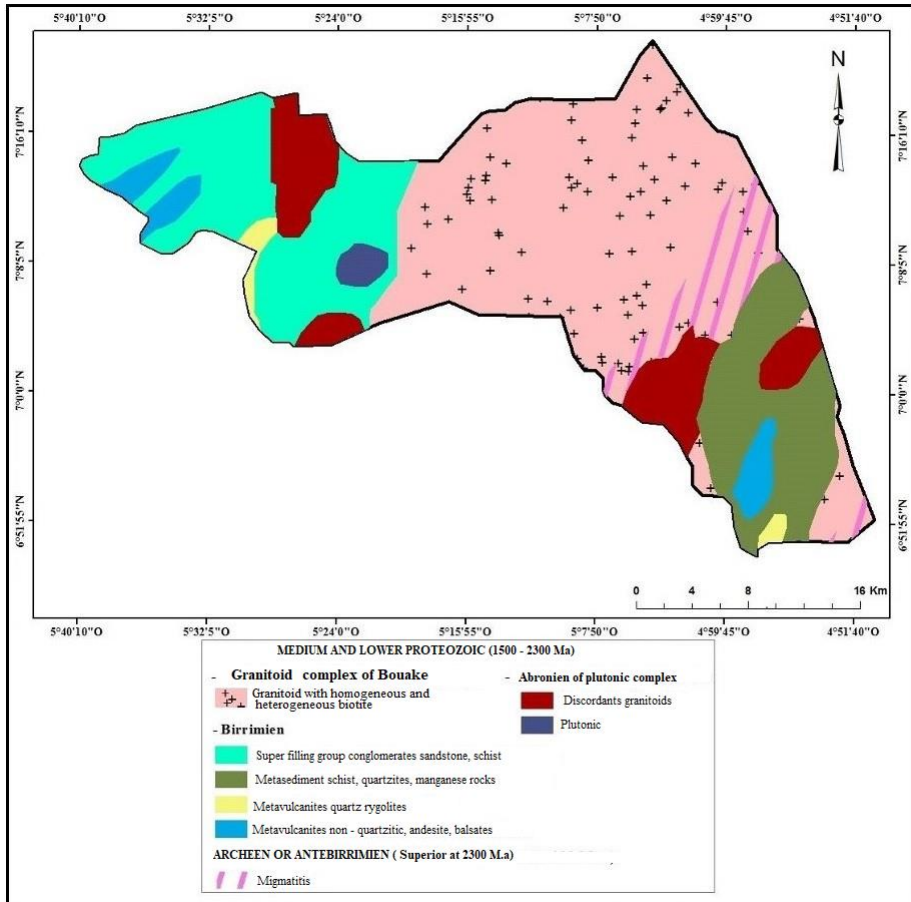 5°40'10"O 5°32'5"O 5°24'0"O 5°15'55"O 5°7'50"O 4°59'45"O 4°51'40"O
N
7°16'10"N 7°16'10"N
7°8'5"N 7°8'5"N
7°0'0"N 7°0'0"N
6°51'55"N 6°51'55"N
0 4 8 16 Km
5°40'10"O 5°32'5"O 5°24'0"O 5°15'55"O 5°7'50"O 4°59'45"O 4°51'40"O
MEDIUM AND LOWER PROTEZOIC (1500 - 2300 Ma)
- Granitoid complex of Bouake
Granitoid with homogeneous and
heterogeneous biotite
- Birrimien
Super filling group conglomerates sandstone, schist
Metasediment schist, quartzites, manganese rocks
Metavulcanites quartz rygolites
Metavulcanites non - quartzitic, andesite, balsates
- Abronien of plutonic complex
Discordants granitoids
Plutonic
ARCHEEN OR ANTEBIRRIMIEN ( Superior at 2300 M.a)
Migmatitis